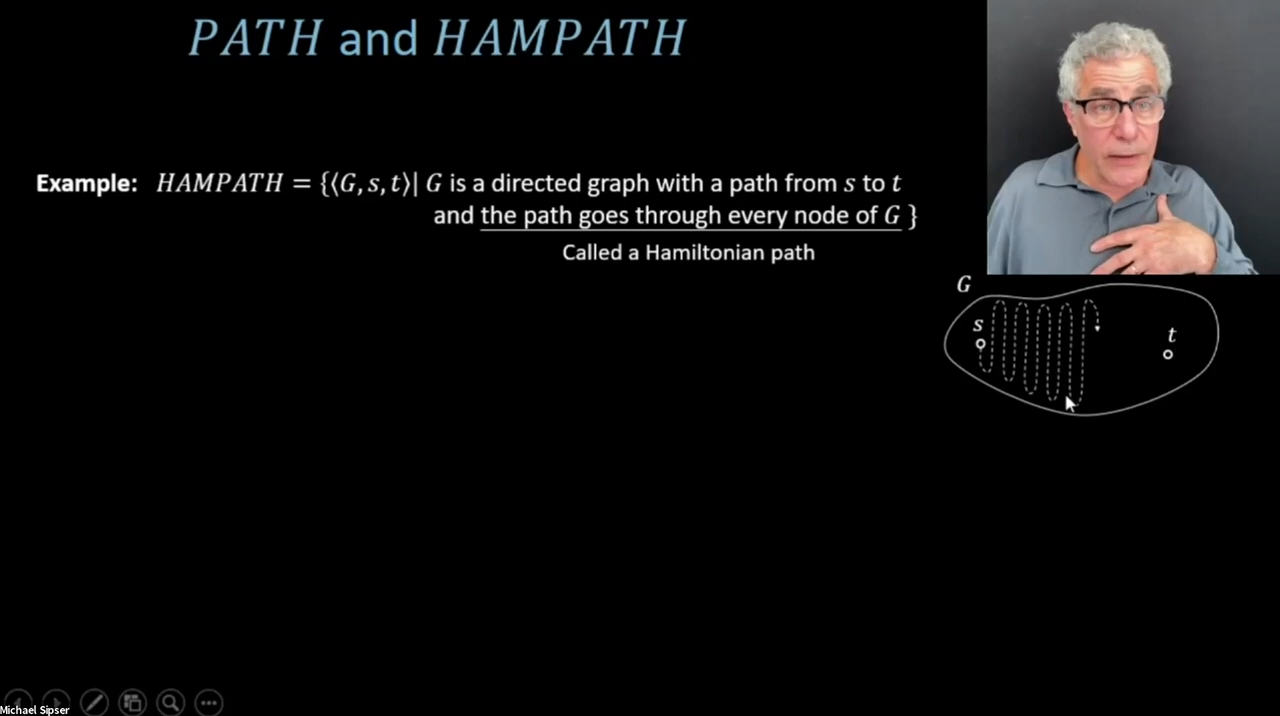 PATH and HAMPATH
Example: HAMPATH = {⟨G, s, t⟩| G is a directed graph with a path from s to t
and the path goes through every node of G }
Called a Hamiltonian path
G
s
t
Michael Sipser